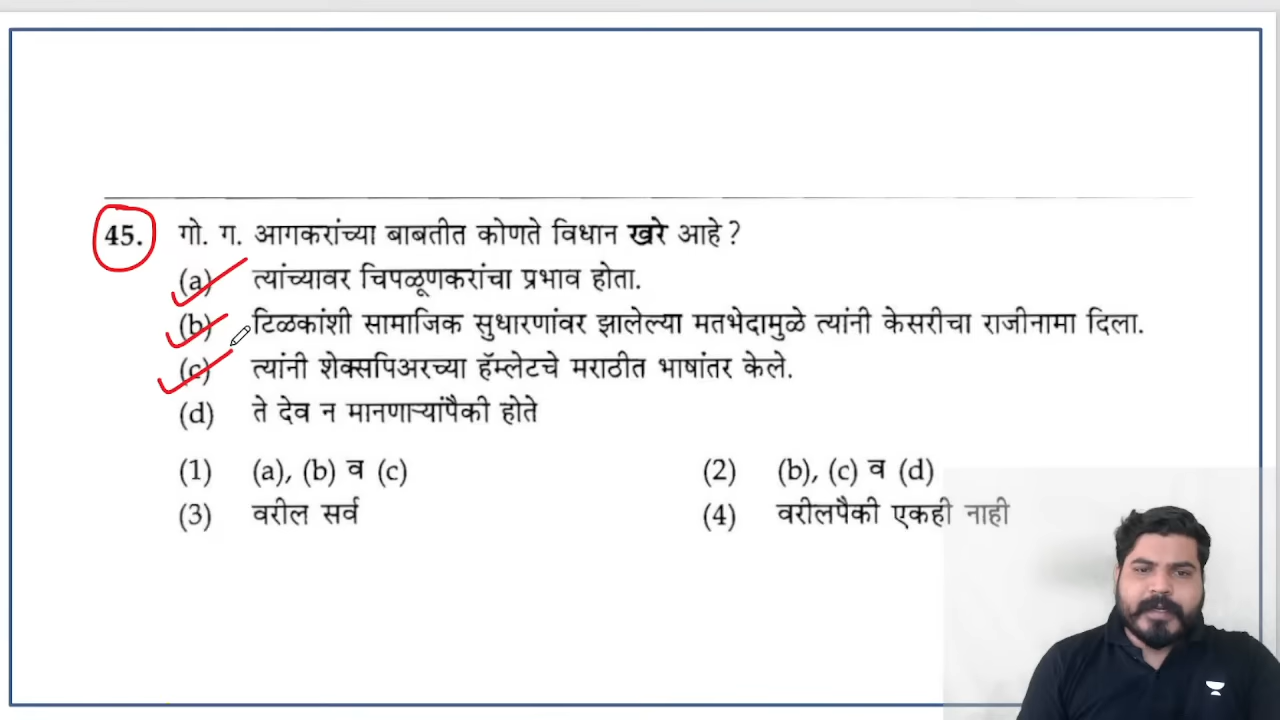 45. गो. ग. आगकरांच्या बाबतीत कोणते विधान खरे आहे ?
(a) त्यांच्यावर चिपळूणकरांचा प्रभाव होता.
(b) टिळकांशी सामाजिक सुधारणांवर झालेल्या मतभेदामुळे त्यांनी केसरीचा राजीनामा दिला.
(c) त्यांनी शेक्सपिअरच्या हॅम्लेटचे मराठीत भाषांतर केले.
(d) ते देव न मानणाऱ्यांपैकी होते
(1) (a), (b) व (c) (2) (b), (c) व (d)
(3) वरील सर्व (4) वरीलपैकी एकही नाही